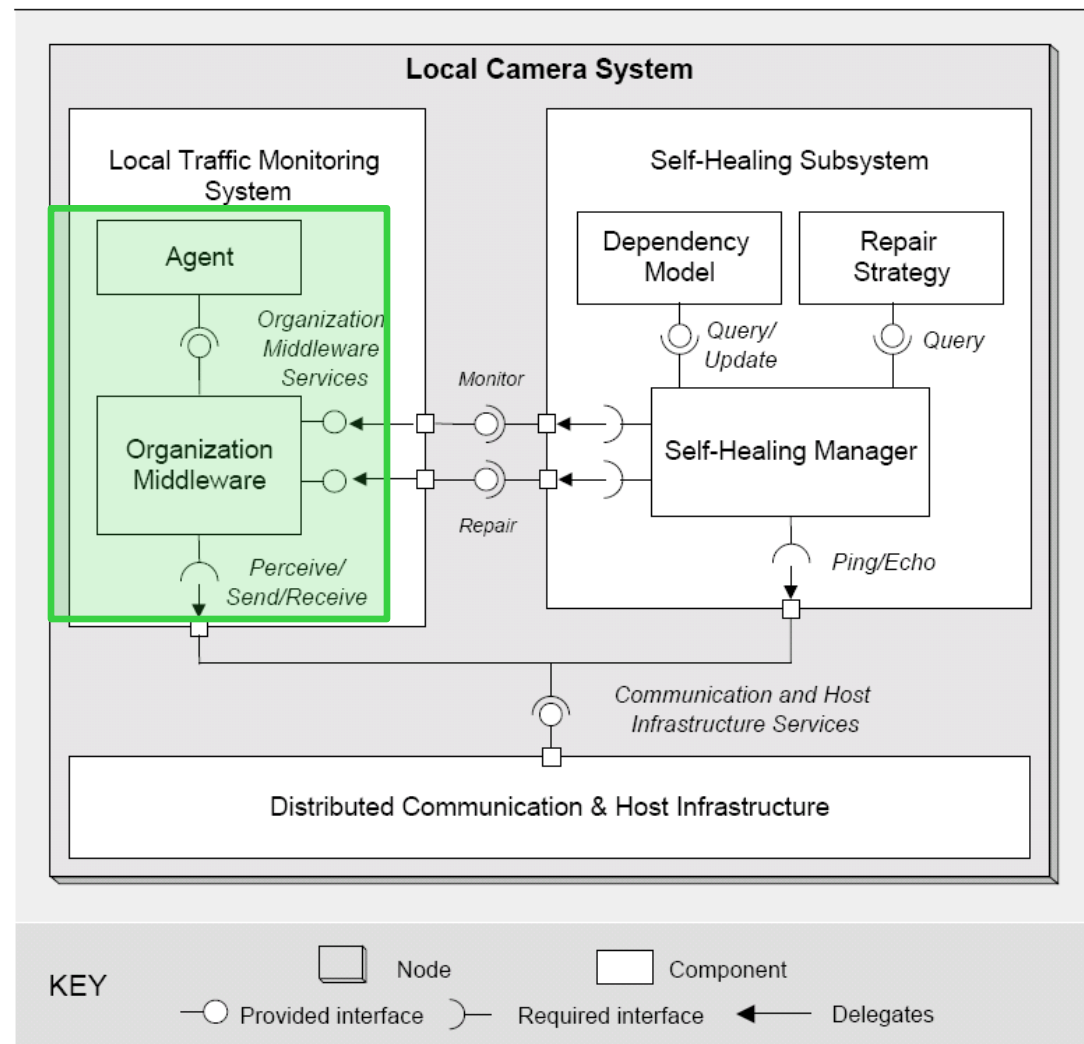 Local Camera System
Local Traffic Monitoring
System
Agent
Organization
Middleware
Services
Organization
Middleware
Perceive/
Send/Receive
Monitor
Repair
Self-Healing Subsystem
Dependency
Model
Repair
Strategy
Query/
Update
Query
Self-Healing Manager
Ping/Echo
Communication and Host
Infrastructure Services
Distributed Communication & Host Infrastructure
KEY
Node
Component
Provided interface
Required interface
Delegates